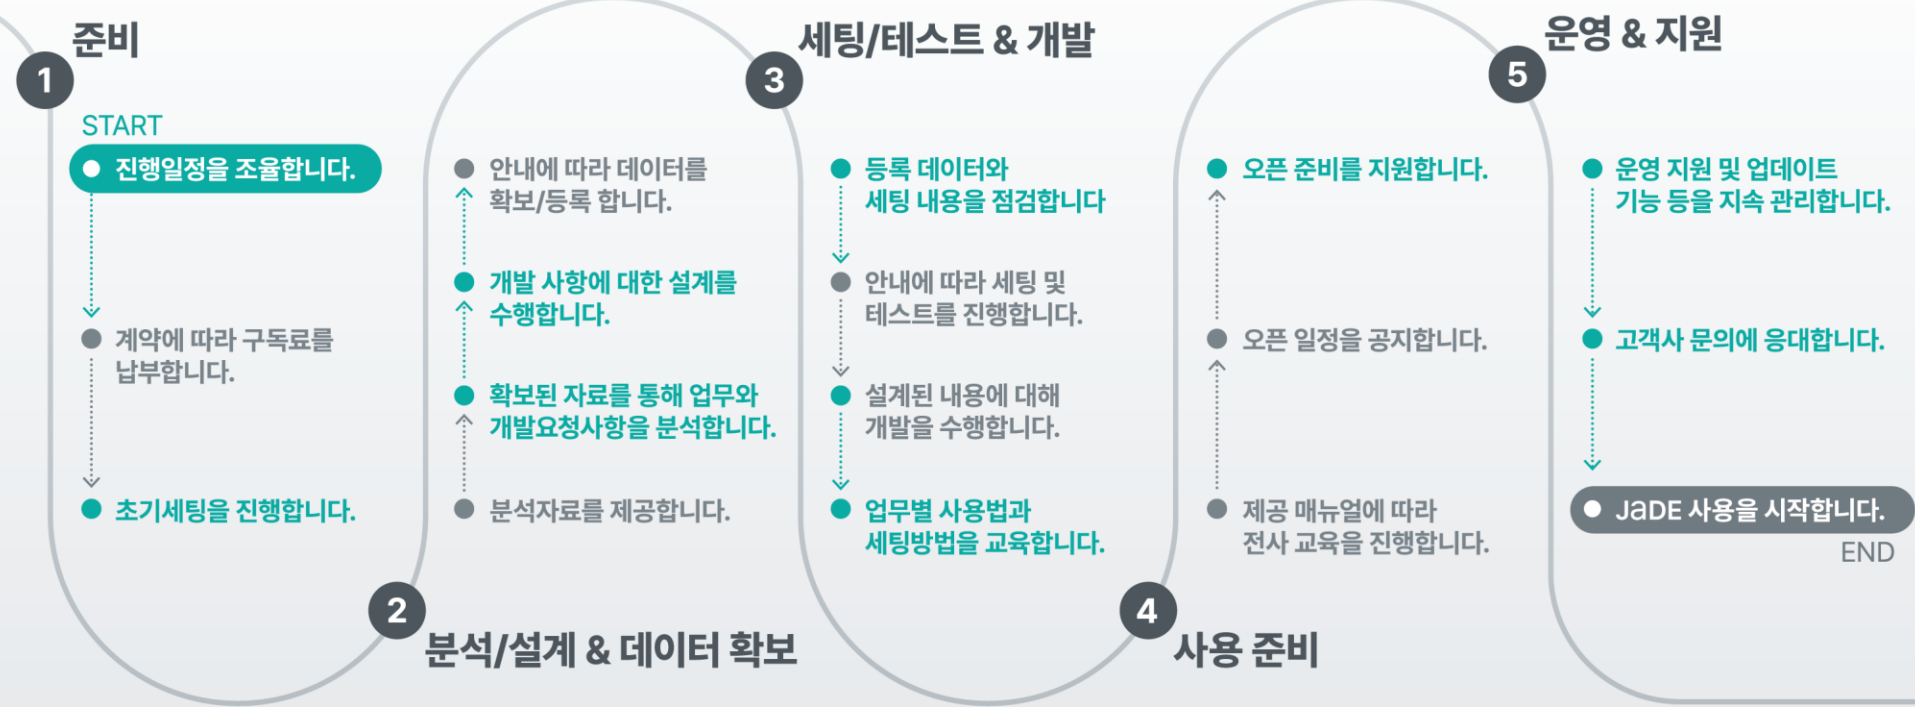 1
준비
START
진행일정을 조율합니다.
계약에 따라 구독료를
납부합니다.
초기세팅을 진행합니다.
2
분석/설계 & 데이터 확보
안내에 따라 데이터를
확보/등록 합니다.
개발 사항에 대한 설계를
수행합니다.
확보된 자료를 통해 업무와
개발요청사항을 분석합니다.
분석자료를 제공합니다.
3
세팅/테스트 & 개발
등록 데이터와
세팅 내용을 점검합니다
안내에 따라 세팅 및
테스트를 진행합니다.
설계된 내용에 대해
개발을 수행합니다.
업무별 사용법과
세팅방법을 교육합니다.
4
사용 준비
오픈 준비를 지원합니다.
오픈 일정을 공지합니다.
제공 매뉴얼에 따라
전사 교육을 진행합니다.
5
운영 & 지원
운영 지원 및 업데이트
기능 등을 지속 관리합니다.
고객사 문의에 응대합니다.
JaDE 사용을 시작합니다.
END